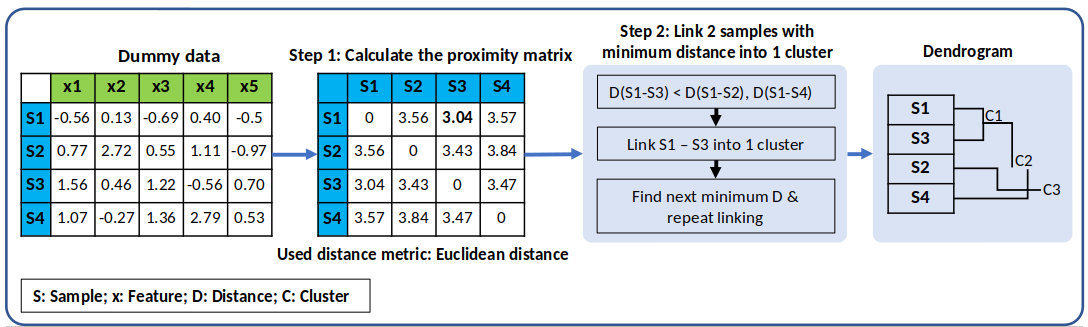 Dummy data
x1 x2 x3 x4 x5
S1 -0.56 0.13 -0.69 0.40 -0.5
S2 0.77 2.72 0.55 1.11 -0.97
S3 1.56 0.46 1.22 -0.56 0.70
S4 1.07 -0.27 1.36 2.79 0.53
Step 1: Calculate the proximity matrix
S1 S2 S3 S4
S1 0 3.56 3.04 3.57
S2 3.56 0 3.43 3.84
S3 3.04 3.43 0 3.47
S4 3.57 3.84 3.47 0
Used distance metric: Euclidean distance
Step 2: Link 2 samples with
minimum distance into 1 cluster
D(S1-S3) < D(S1-S2), D(S1-S4)
Link S1 – S3 into 1 cluster
Find next minimum D &
repeat linking
Dendrogram
S1
C1
S3
C2
S2
C3
S4
S: Sample; x: Feature; D: Distance; C: Cluster